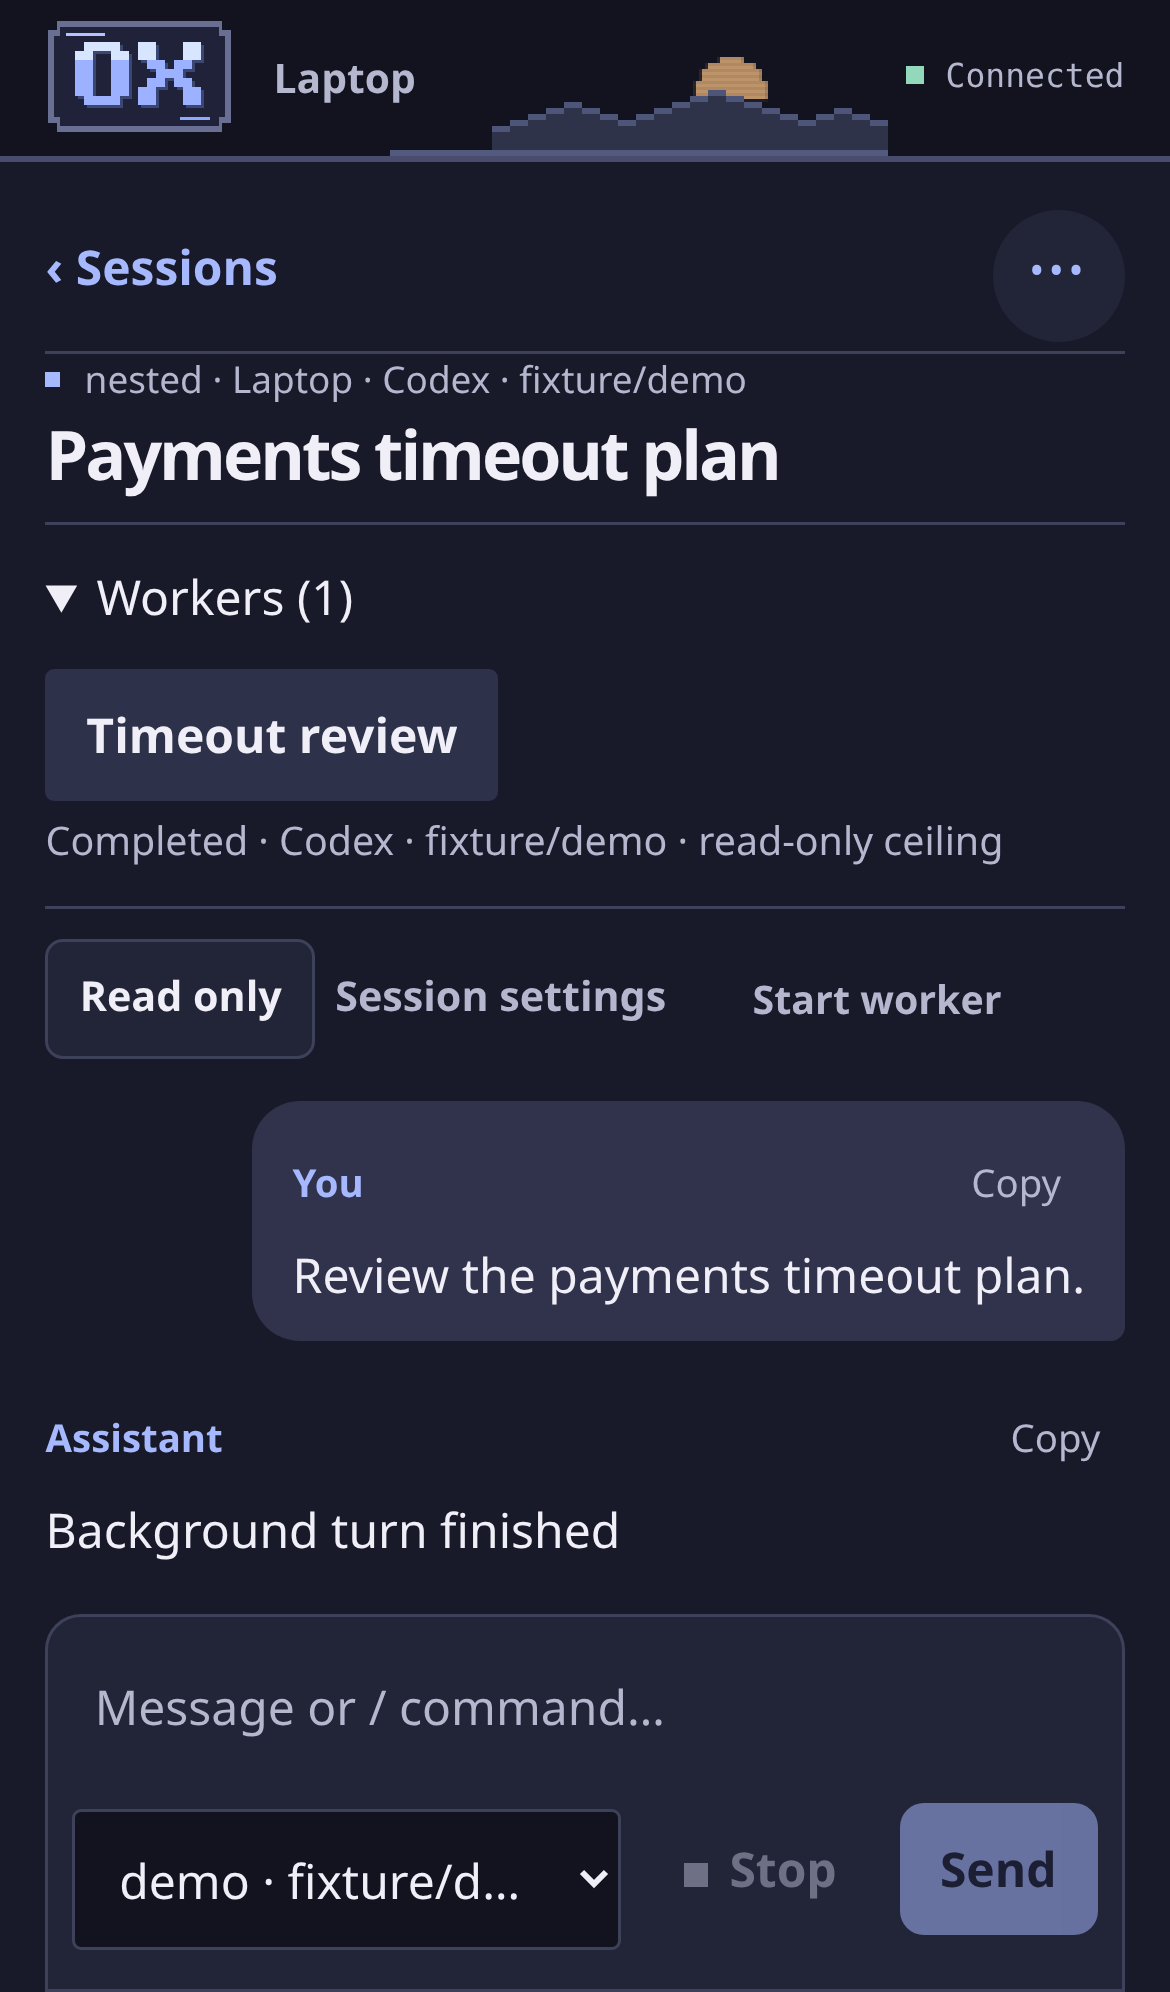 OX
Laptop
Connected
‹ Sessions
...
nested · Laptop · Codex · fixture/demo
Payments timeout plan
▼ Workers (1)
Timeout review
Completed · Codex · fixture/demo · read-only ceiling
Read only
Session settings
Start worker
You
Copy
Review the payments timeout plan.
Assistant
Copy
Background turn finished
Message or / command...
demo · fixture/d...
Stop
Send